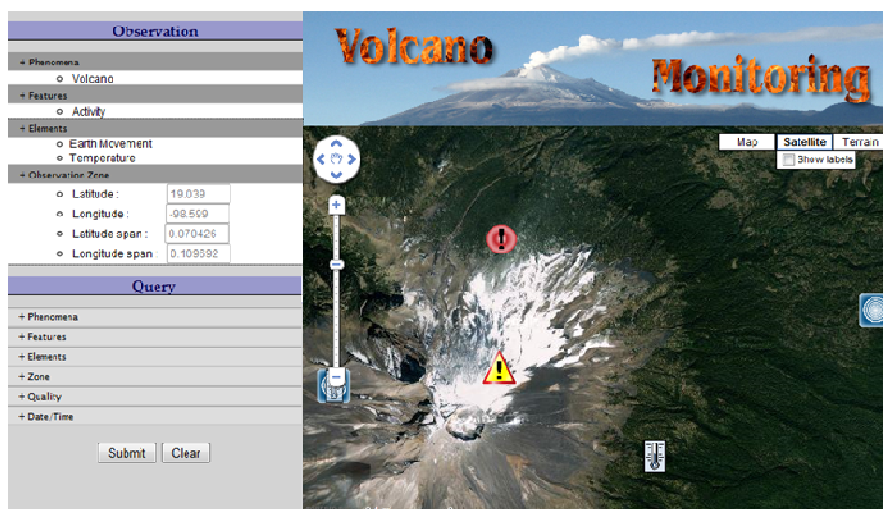 Observation
+ Phenomena
Volcano
+ Features
Activity
+ Elements
Earth Movement
Temperature
+ Observation Zone
Latitude : 19.039
Longitude : -98.599
Latitude span : 0.070426
Longitude span : 0.109692
Query
+ Phenomena
+ Features
+ Elements
+ Zone
+ Quality
+ Date/Time
Submit Clear
Volcano
Monitoring
Map Satellite Terrain
Show labels